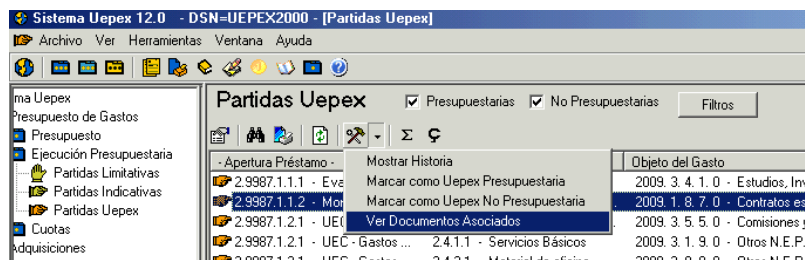 Sistema Uepex 12.0 - DSN=UEPEX2000 - [Partidas Uepex]
Archivo Ver Herramientas Ventana Ayuda
ma Uepex
Presupuesto de Gastos
Presupuesto
Ejecución Presupuestaria
Partidas Limitativas
Partidas Indicativas
Partidas Uepex
Cuotas
Adquisiciones
Partidas Uepex
Presupuestarias No Presupuestarias Filtros
Σ Ç
- Apertura Préstamo - Objeto del Gasto
Mostrar Historia
Marcar como Uepex Presupuestaria
Marcar como Uepex No Presupuestaria
Ver Documentos Asociados
2.9987.1.1.1 - Eva 2009. 3. 4. 1. 0 - Estudios, Inv
2.9987.1.1.2 - Mor 2009. 1. 8. 7. 0 - Contratos es
2.9987.1.2.1 - UEC 2009. 3. 5. 5. 0 - Comisiones y
2.9987.1.2.1 - UEC - Gastos ... 2.4.1.1 - Servicios Básicos 2009. 3. 1. 9. 0 - Otros N.E.P.